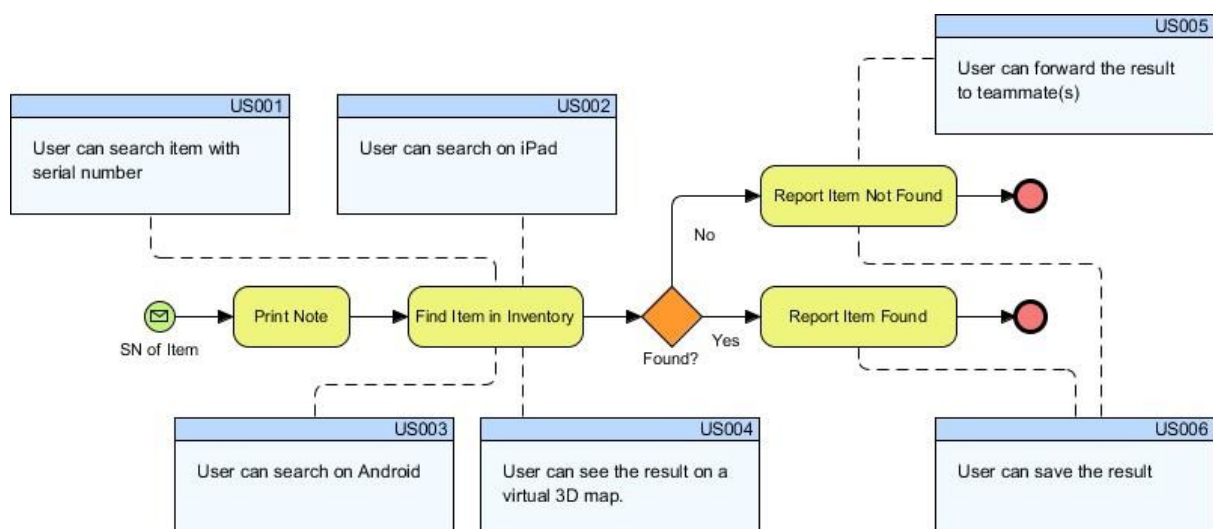 US005
User can forward the result
to teammate(s)
US001
User can search item with
serial number
US002
User can search on iPad
Report Item Not Found
No
SN of Item
Print Note
Find Item in Inventory
Found?
Yes
Report Item Found
US003
User can search on Android
US004
User can see the result on a
virtual 3D map.
US006
User can save the result